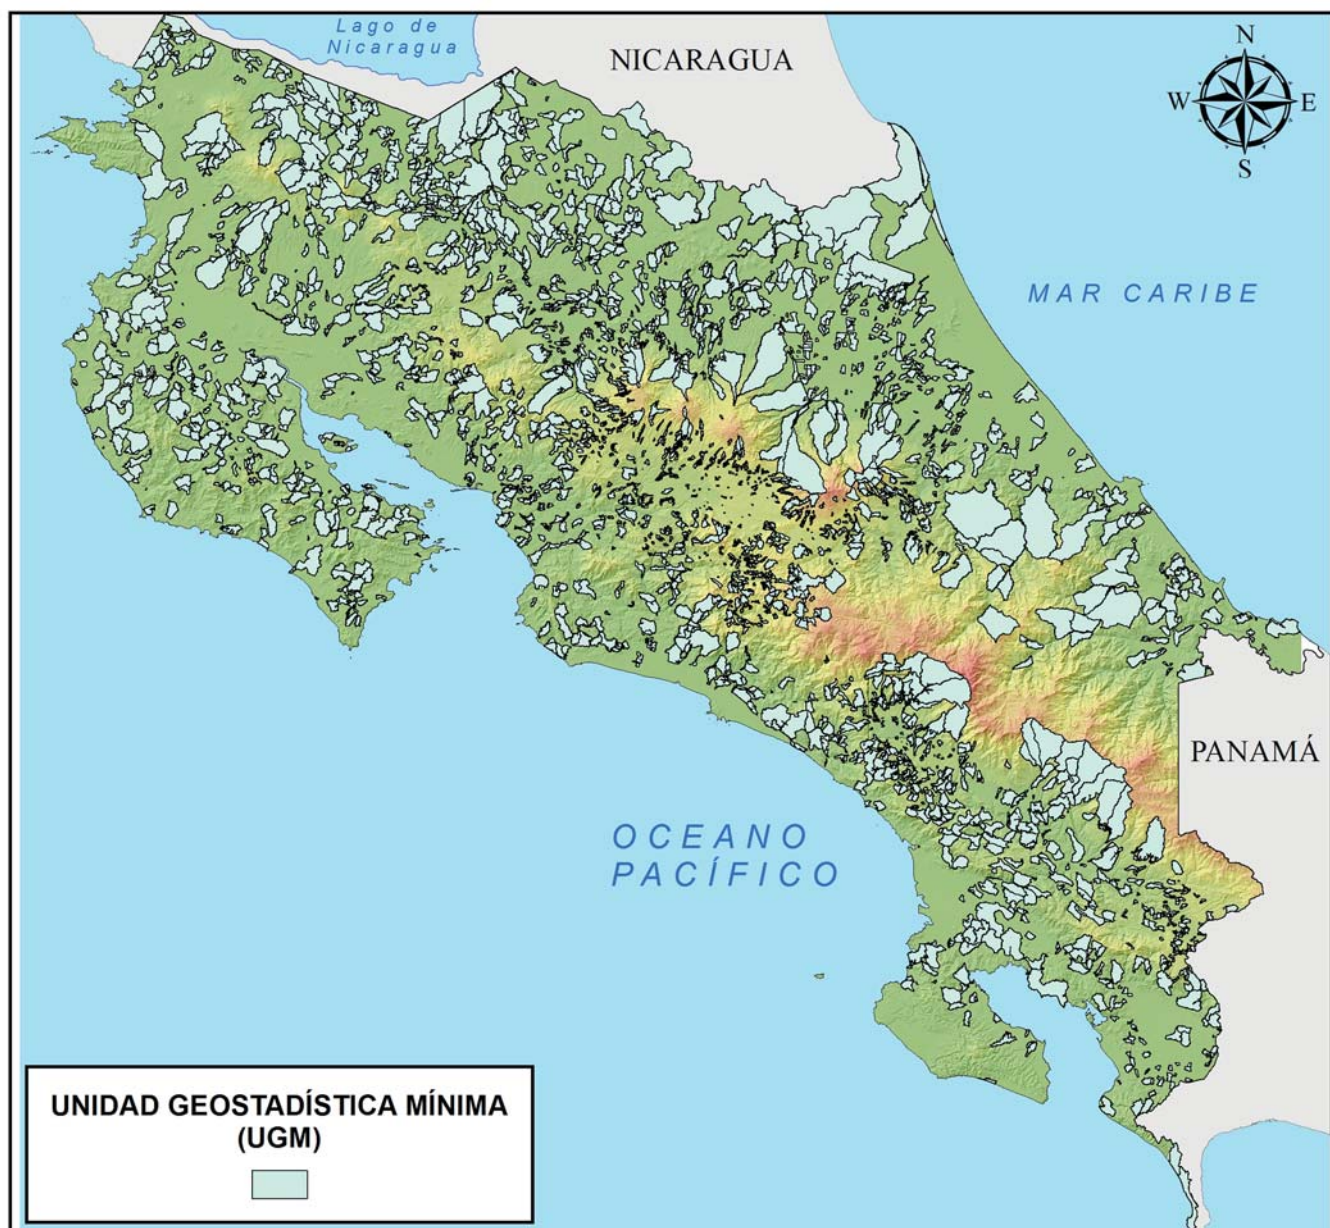 Lago de
Nicaragua
NICARAGUA
N
W
E
S
MAR CARIBE
PANAMÁ
OCEANO
PACÍFICO
UNIDAD GEOSTADÍSTICA MÍNIMA
(UGM)